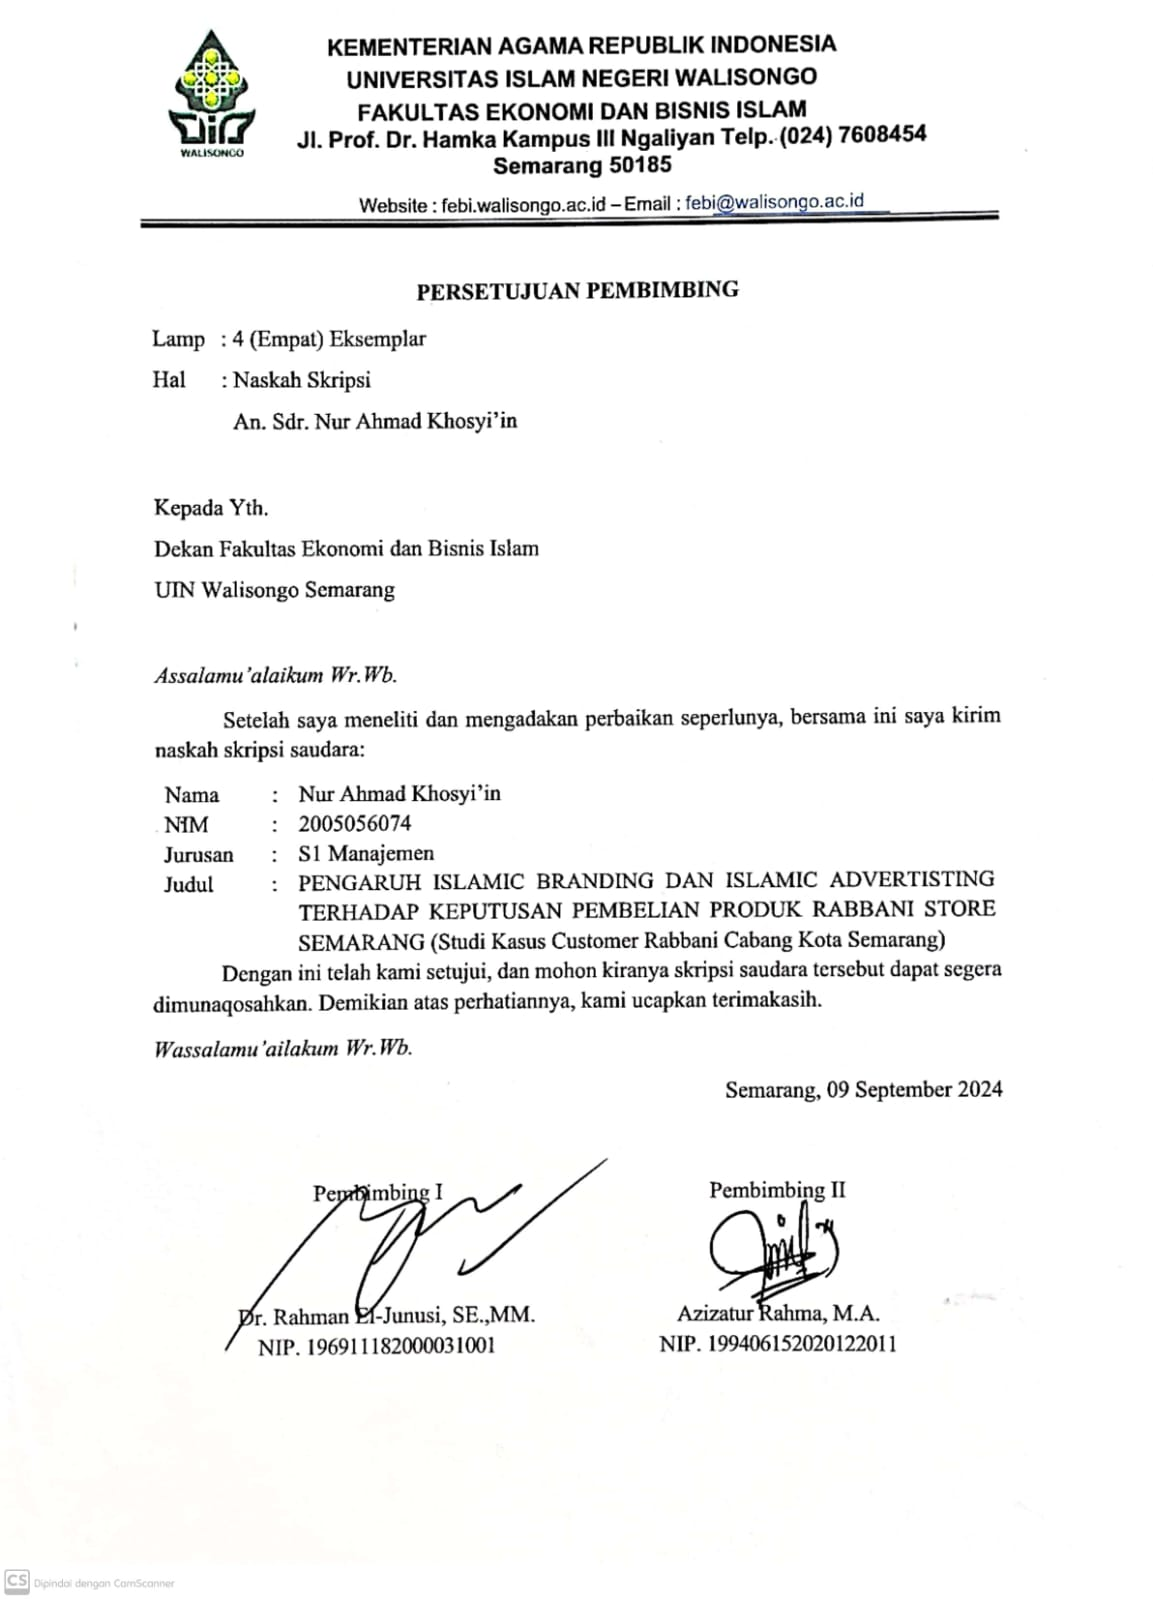 WALISONGO
KEMENTERIAN AGAMA REPUBLIK INDONESIA
UNIVERSITAS ISLAM NEGERI WALISONGO
FAKULTAS EKONOMI DAN BISNIS ISLAM
Jl. Prof. Dr. Hamka Kampus III Ngaliyan Telp. (024) 7608454
Semarang 50185
Website : febi.walisongo.ac.id – Email : febi@walisongo.ac.id
PERSETUJUAN PEMBIMBING
Lamp : 4 (Empat) Eksemplar
Hal : Naskah Skripsi
An. Sdr. Nur Ahmad Khosyi’in
Kepada Yth.
Dekan Fakultas Ekonomi dan Bisnis Islam
UIN Walisongo Semarang
Assalamu’alaikum Wr.Wb.
Setelah saya meneliti dan mengadakan perbaikan seperlunya, bersama ini saya kirim
naskah skripsi saudara:
Nama : Nur Ahmad Khosyi’in
NIM : 2005056074
Jurusan : S1 Manajemen
Judul : PENGARUH ISLAMIC BRANDING DAN ISLAMIC ADVERTISTING
TERHADAP KEPUTUSAN PEMBELIAN PRODUK RABBANI STORE
SEMARANG (Studi Kasus Customer Rabbani Cabang Kota Semarang)
Dengan ini telah kami setujui, dan mohon kiranya skripsi saudara tersebut dapat segera
dimunaqosahkan. Demikian atas perhatiannya, kami ucapkan terimakasih.
Wassalamu’ailakum Wr.Wb.
Semarang, 09 September 2024
Pembimbing I
Dr. Rahman El-Junusi, SE.,MM.
NIP. 196911182000031001
Pembimbing II
Azizatur Rahma, M.A.
NIP. 199406152020122011
CS Dipindai dengan CamScanner